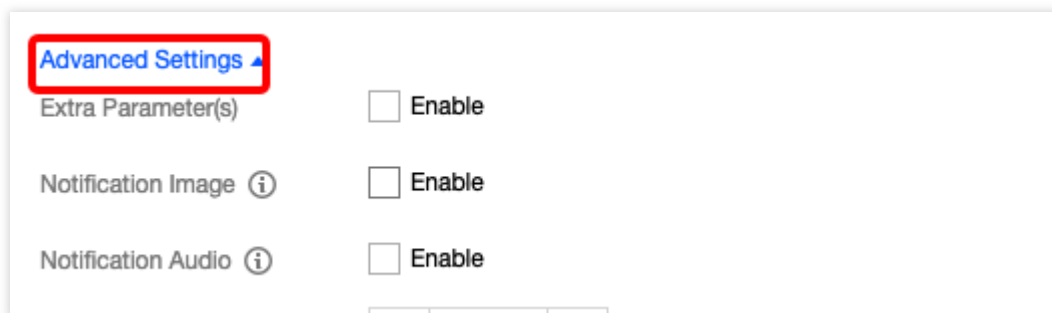 Advanced Settings
Extra Parameter(s) Enable
Notification Image Enable
Notification Audio Enable